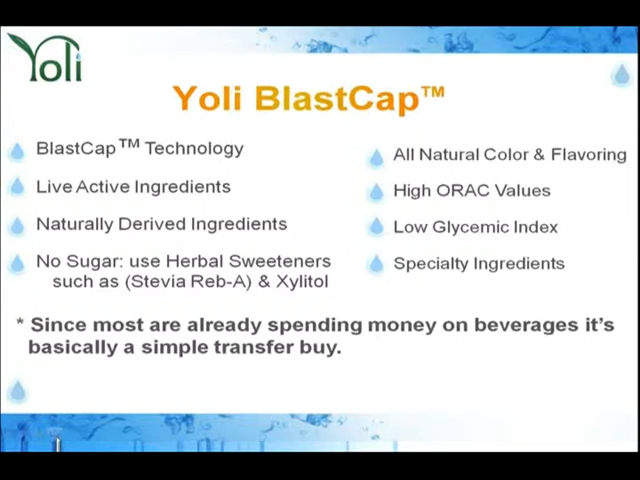 Yoli
Yoli BlastCap™
BlastCap™ Technology
Live Active Ingredients
Naturally Derived Ingredients
No Sugar: use Herbal Sweeteners
such as (Stevia Reb-A) & Xylitol
All Natural Color & Flavoring
High ORAC Values
Low Glycemic Index
Specialty Ingredients
* Since most are already spending money on beverages it's
basically a simple transfer buy.